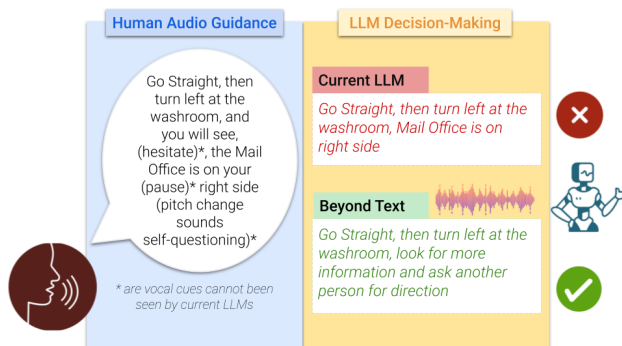 Human Audio Guidance
Go Straight, then
turn left at the
washroom, and
you will see,
(hesitate)*, the Mail
Office is on your
(pause)* right side
(pitch change
sounds
self-questioning)*
* are vocal cues cannot been
seen by current LLMs
LLM Decision-Making
Current LLM
Go Straight, then turn left at the
washroom, Mail Office is on
right side
Beyond Text
Go Straight, then turn left at the
washroom, look for more
information and ask another
person for direction